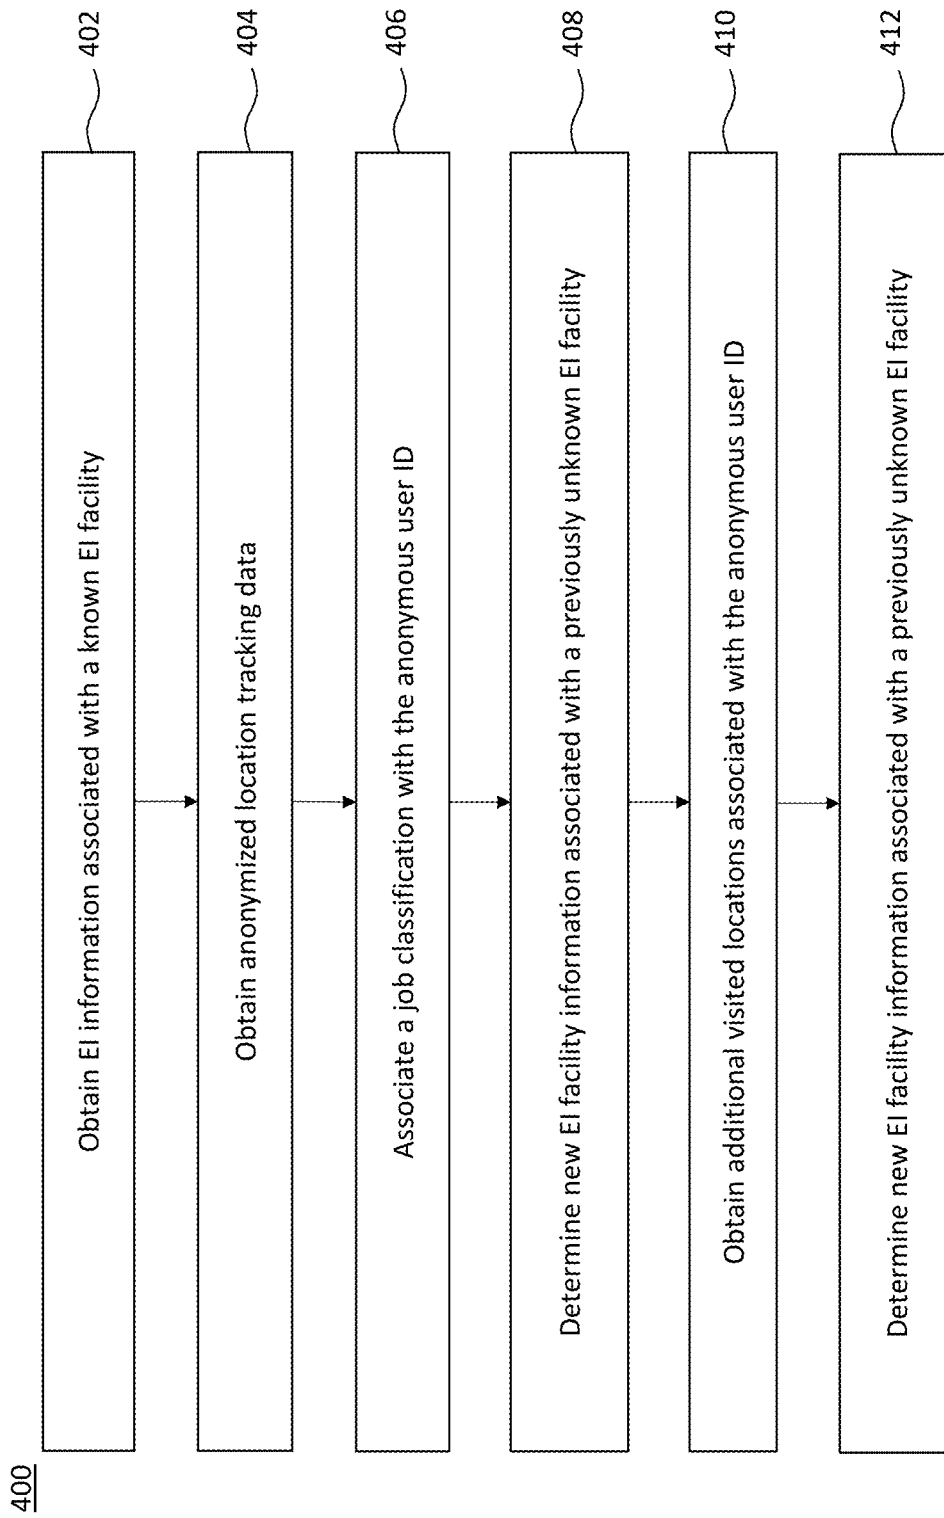 400
Obtain EI information associated with a known EI facility
402
Obtain anonymized location tracking data
404
Associate a job classification with the anonymous user ID
406
Determine new EI facility information associated with a previously unknown EI facility
408
Obtain additional visited locations associated with the anonymous user ID
410
Determine new EI facility information associated with a previously unknown EI facility
412